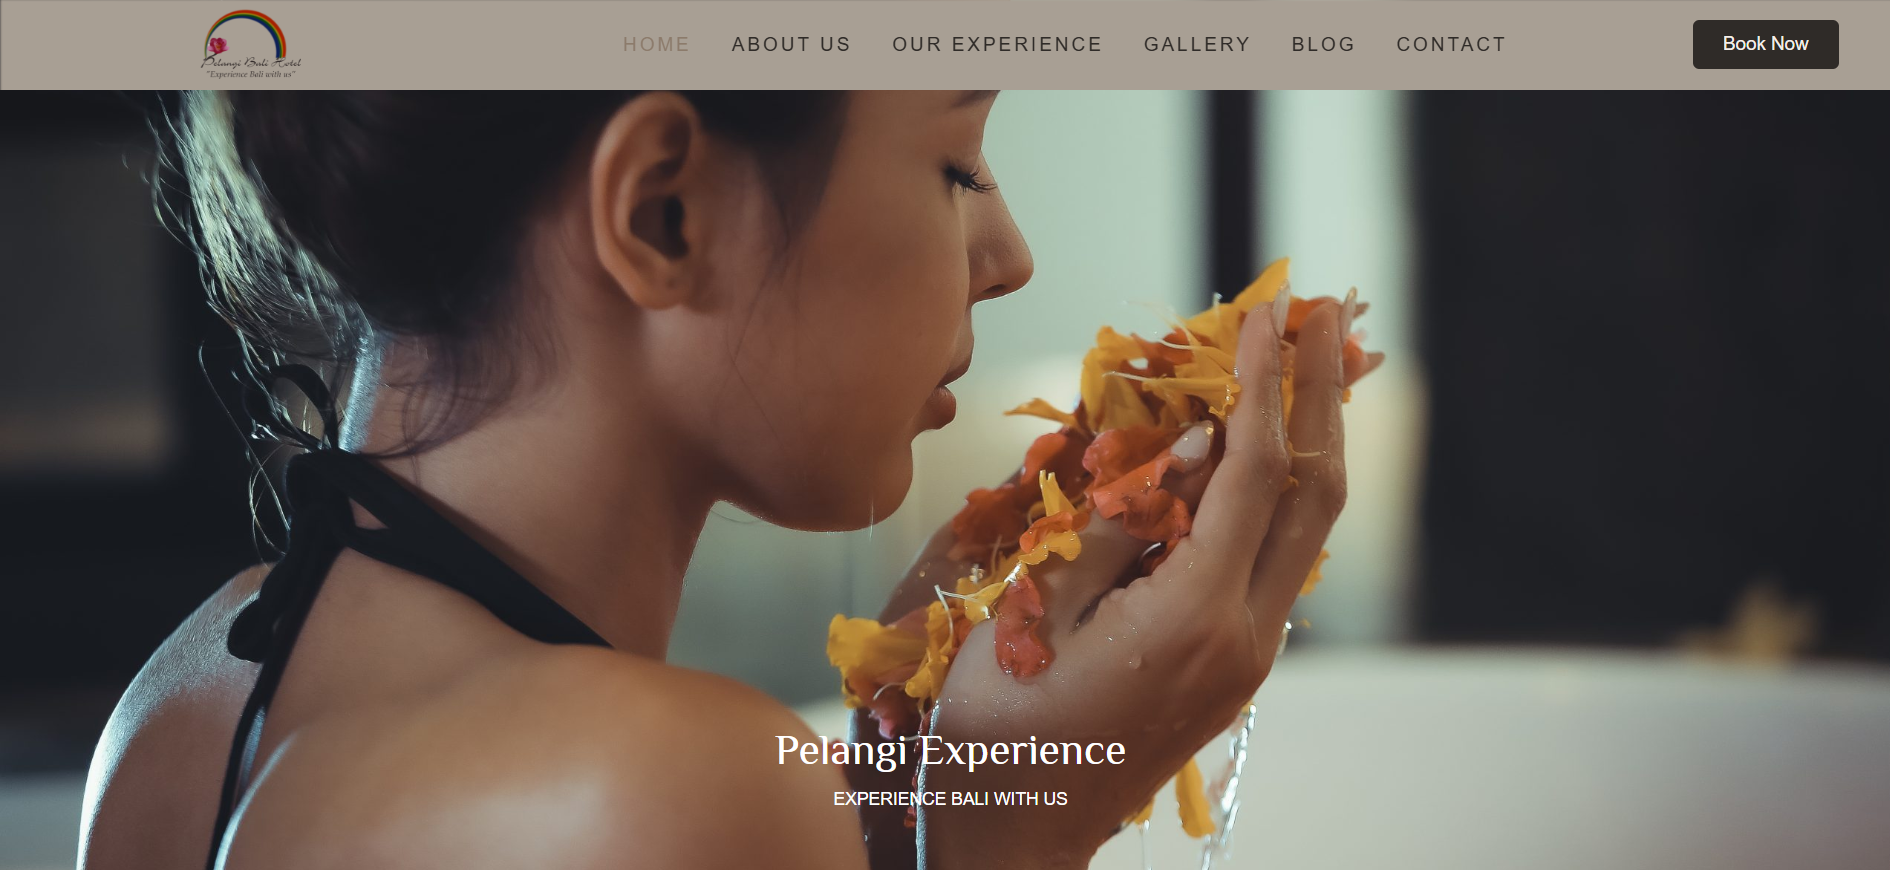 Pelangi Bali Hotel
"Experience Bali with us"
HOME ABOUT US OUR EXPERIENCE GALLERY BLOG CONTACT
Book Now
Pelangi Experience
EXPERIENCE BALI WITH US